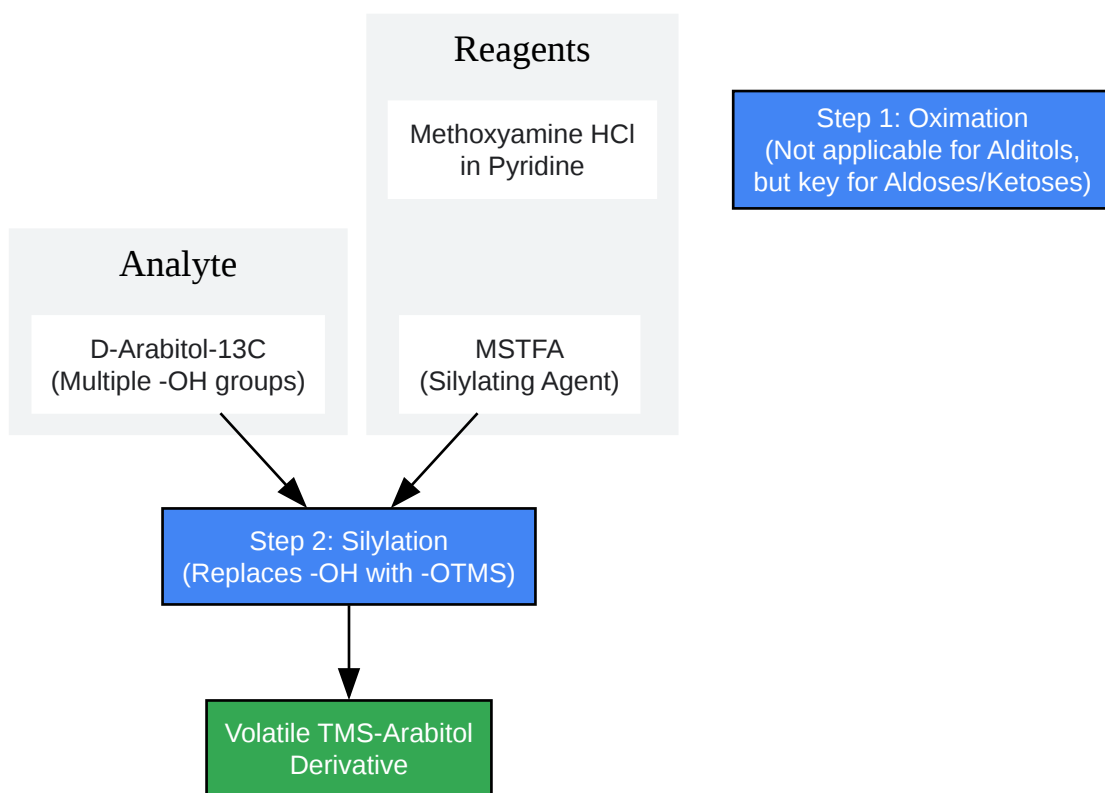 Reagents
Methoxyamine HCl
in Pyridine
Step 1: Oximation
(Not applicable for Alditols,
but key for Aldoses/Ketoses)
Analyte
D-Arabitol-13C
(Multiple -OH groups)
MSTFA
(Silylating Agent)
Step 2: Silylation
(Replaces -OH with -OTMS)
Volatile TMS-Arabitol
Derivative